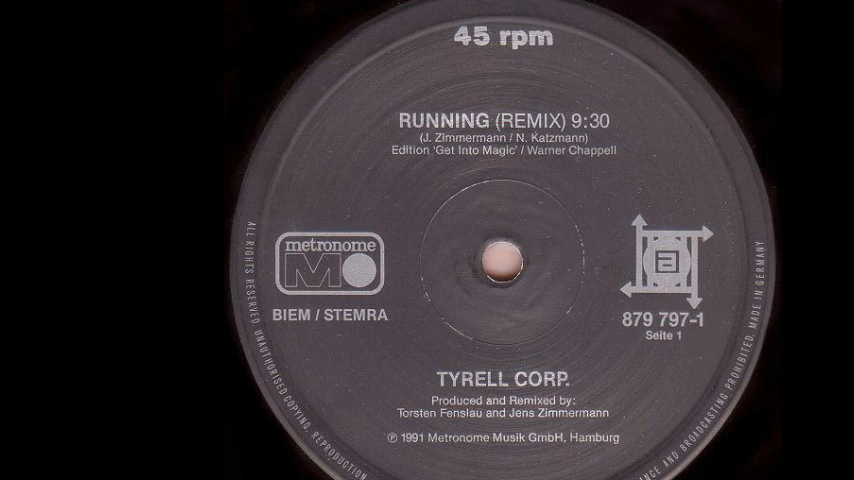 45 rpm
RUNNING (REMIX) 9:30
(J. Zimmermann / N. Katzmann)
Edition 'Get Into Magic' / Warner Chappell
metronome
M
BIEM / STEMRA
a
879 797-1
Seite 1
TYRELL CORP.
Produced and Remixed by:
Torsten Fenslau and Jens Zimmermann
℗ 1991 Metronome Musik GmbH, Hamburg
ALL RIGHTS RESERVED. UNAUTHORISED COPYING, REPRODUCTION
AND BROADCASTING PROHIBITED. MADE IN GERMANY